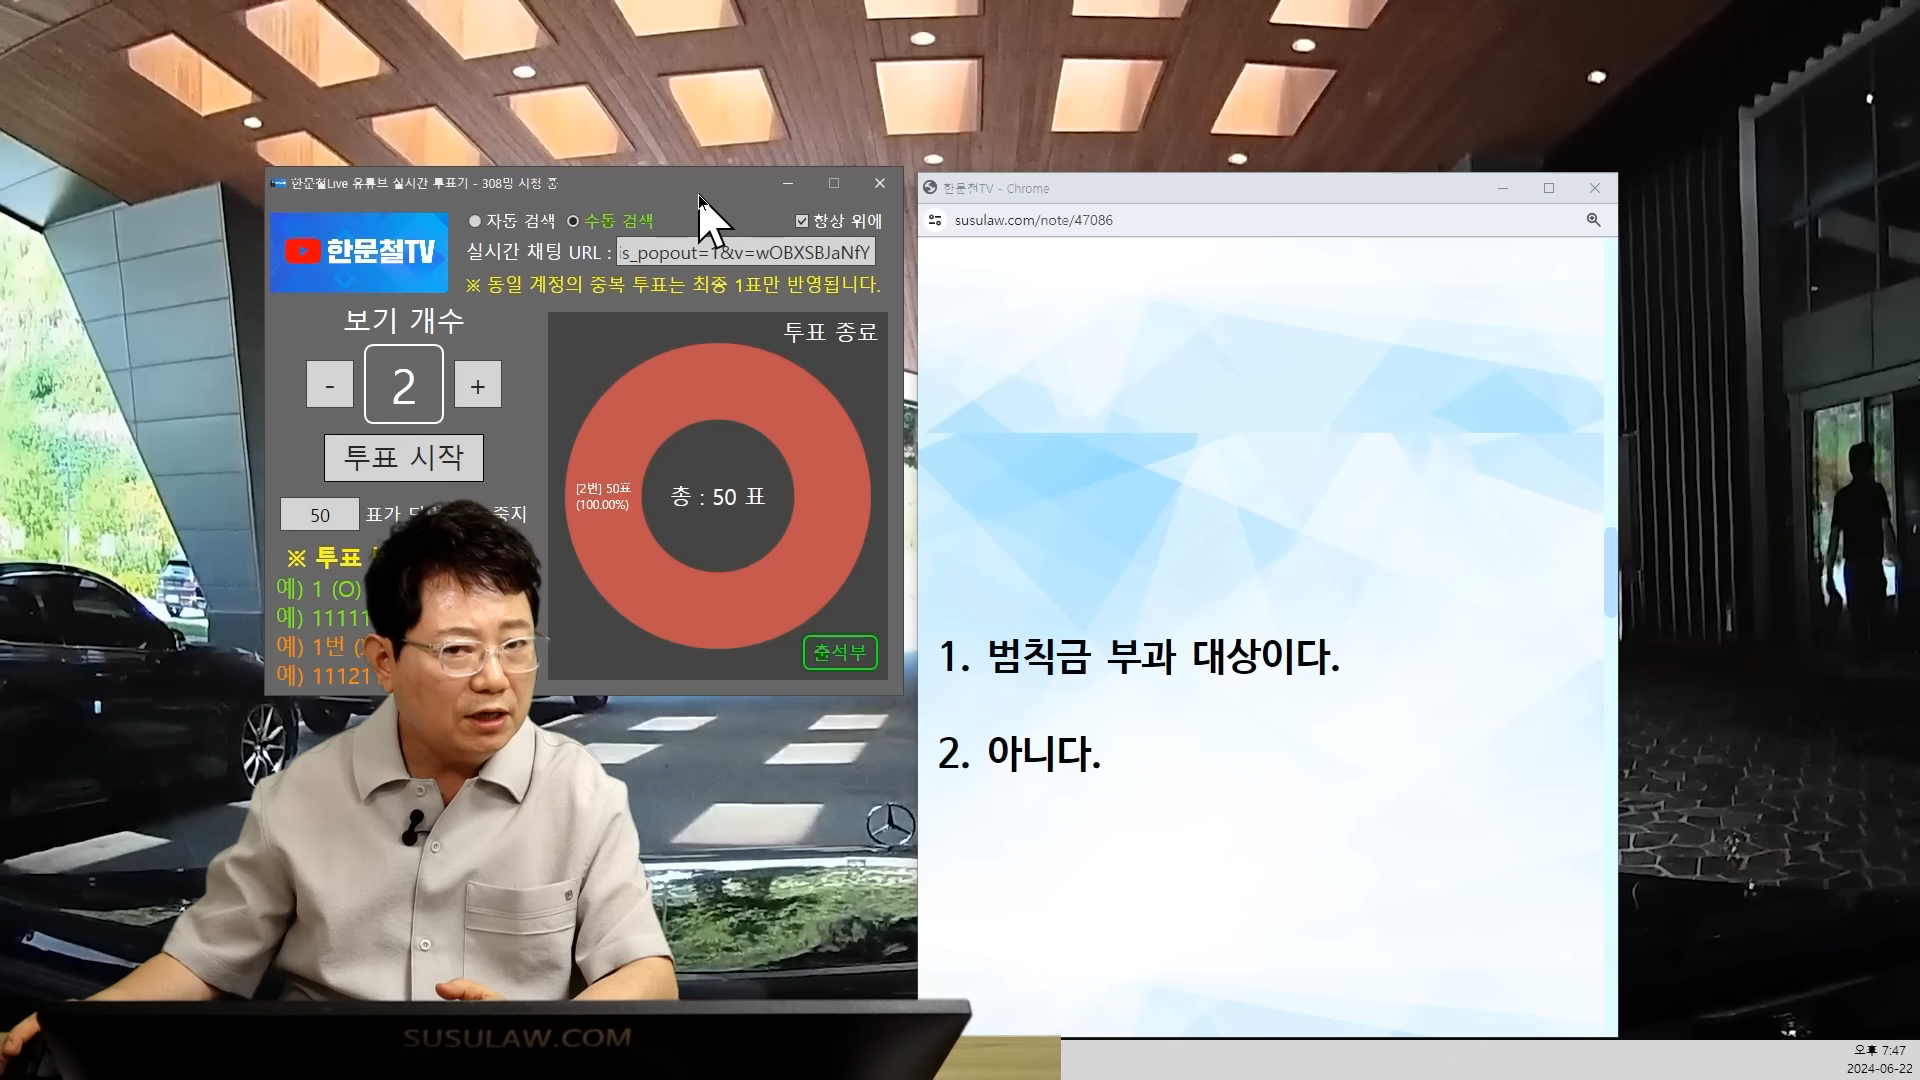 한문철Live 유튜브 실시간 투표기 - 308명 시청 중
한문철TV
자동 검색
수동 검색
항상 위에
실시간 채팅 URL :
is_popout=1&v=wOBXSBJaNfY
※ 동일 계정의 중복 투표는 최종 1표만 반영됩니다.
보기 개수
-
2
+
투표 시작
50
표가
중지
※ 투표
예) 1 (O)
예) 11111
예) 1번
예) 11121
투표 종료
[2번] 50표
(100.00%)
총 : 50 표
출석부
한문철TV - Chrome
susulaw.com/note/47086
1. 범칙금 부과 대상이다.
2. 아니다.
SUSULAW.COM
오후 7:47
2024-06-22